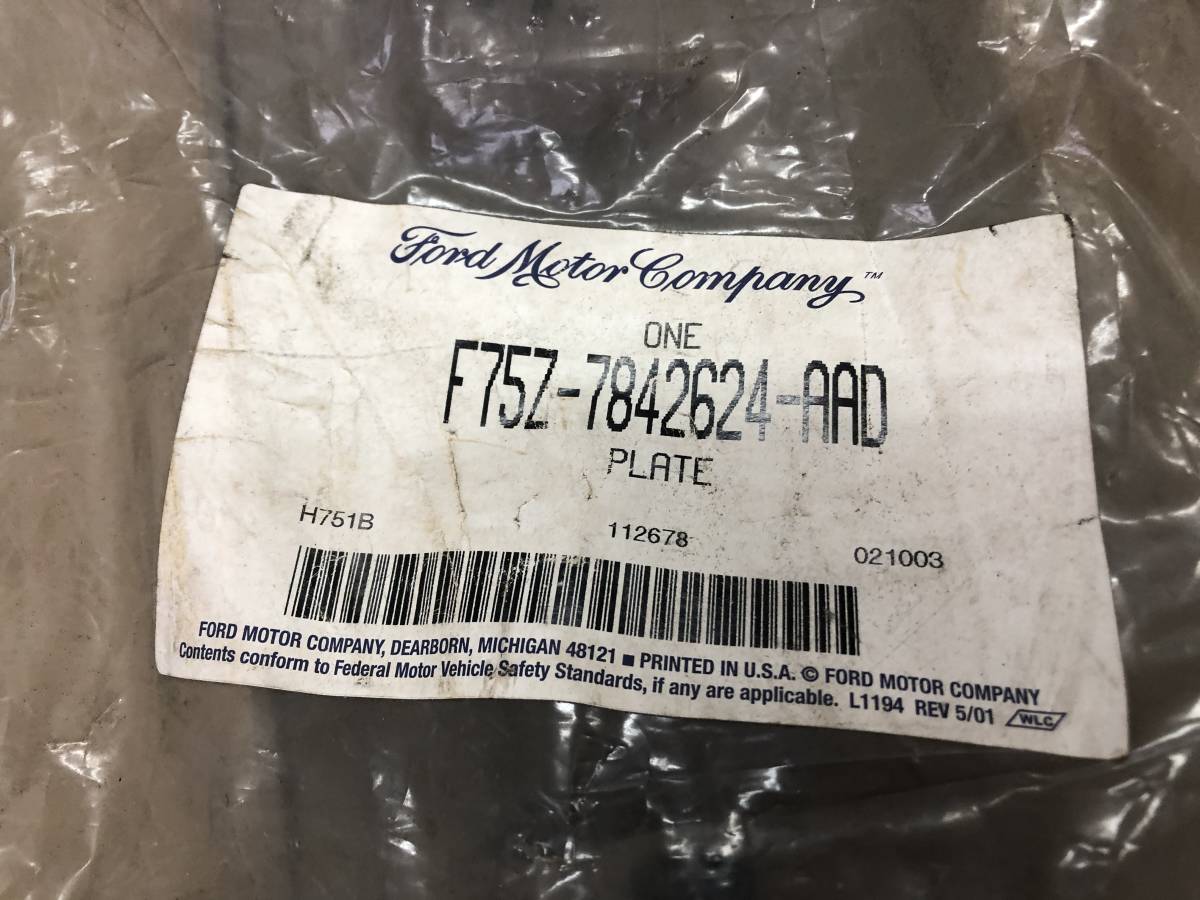 Ford Motor Company™
ONE
F75Z-7842624-AAD
PLATE
H751B 112678 021003
FORD MOTOR COMPANY, DEARBORN, MICHIGAN 48121 ■ PRINTED IN U.S.A. © FORD MOTOR COMPANY
Contents conform to Federal Motor Vehicle Safety Standards, if any are applicable. L1194 REV 5/01 WLC